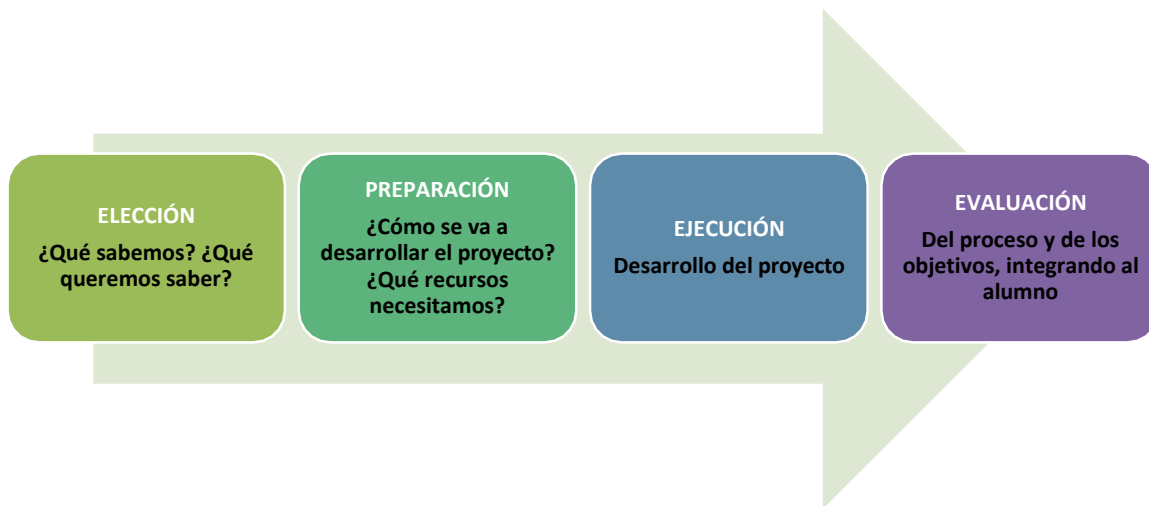 ELECCIÓN
¿Qué sabemos? ¿Qué
queremos saber?
PREPARACIÓN
¿Cómo se va a
desarrollar el proyecto?
¿Qué recursos
necesitamos?
EJECUCIÓN
Desarrollo del proyecto
EVALUACIÓN
Del proceso y de los
objetivos, integrando al
alumno